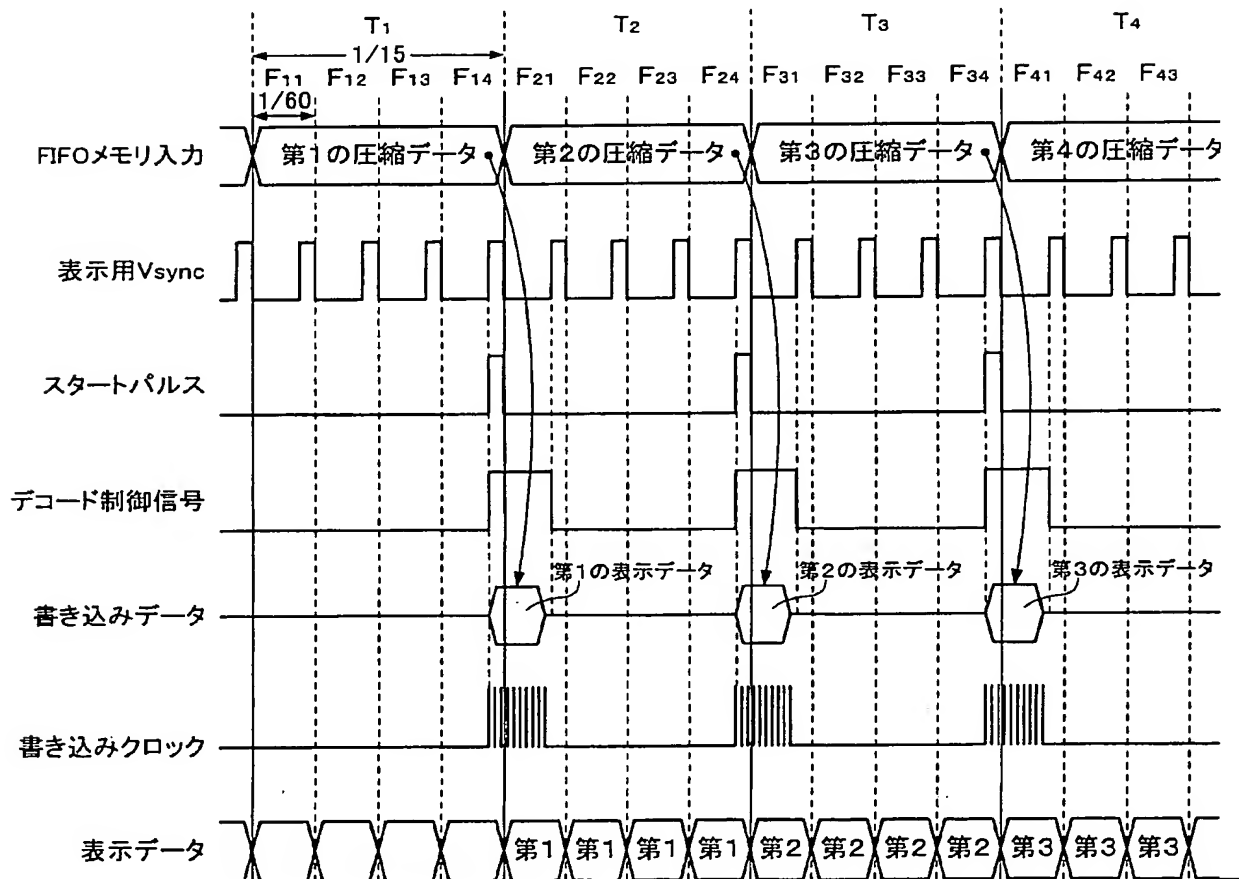 T1 T2 T3 T4
1/15
F11 F12 F13 F14 F21 F22 F23 F24 F31 F32 F33 F34 F41 F42 F43
1/60
FIFOメモリ入力 第1の圧縮データ 第2の圧縮データ 第3の圧縮データ 第4の圧縮データ
表示用Vsync
スタートパルス
デコード制御信号
第1の表示データ 第2の表示データ 第3の表示データ
書き込みデータ
書き込みクロック
表示データ 第1 第1 第1 第1 第2 第2 第2 第2 第3 第3 第3